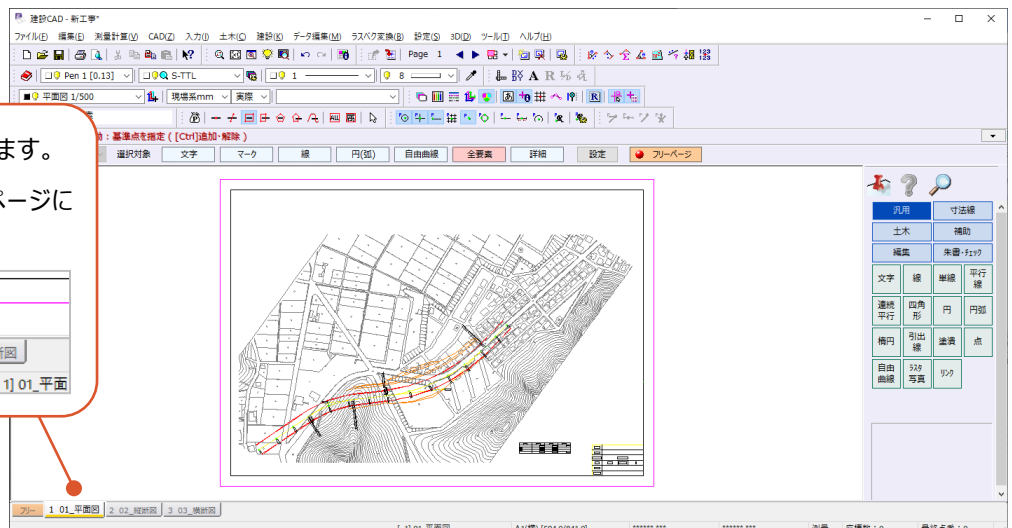 建設CAD - 新工事*
ファイル(F) 編集(E) 測量計算(V) CAD(Z) 入力(I) 土木(C) 建設(K) データ編集(M) ラスベク変換(B) 設定(S) 3D(D) ツール(T) ヘルプ(H)
Page 1
Pen 1 [0.13] S-TTL 1 8
平面図 1/500 現場系mm 実際
ます。
ページに
動：基準点を指定 ( [Ctrl]追加･解除 )
選択対象 文字 マーク 線 円(弧) 自由曲線 全要素 詳細 設定 フリーページ
断図
1] 01_平面
汎用 寸法線
土木 補助
編集 朱書･ﾁｪｯｸ
文字 線 単線 平行線
連続平行 四角形 円 円弧
楕円 引出線 塗潰 点
自由曲線 ﾗｽﾀ写真 ﾘﾝｸ
フリー 1 01_平面図 2 02_縦断図 3 03_横断図